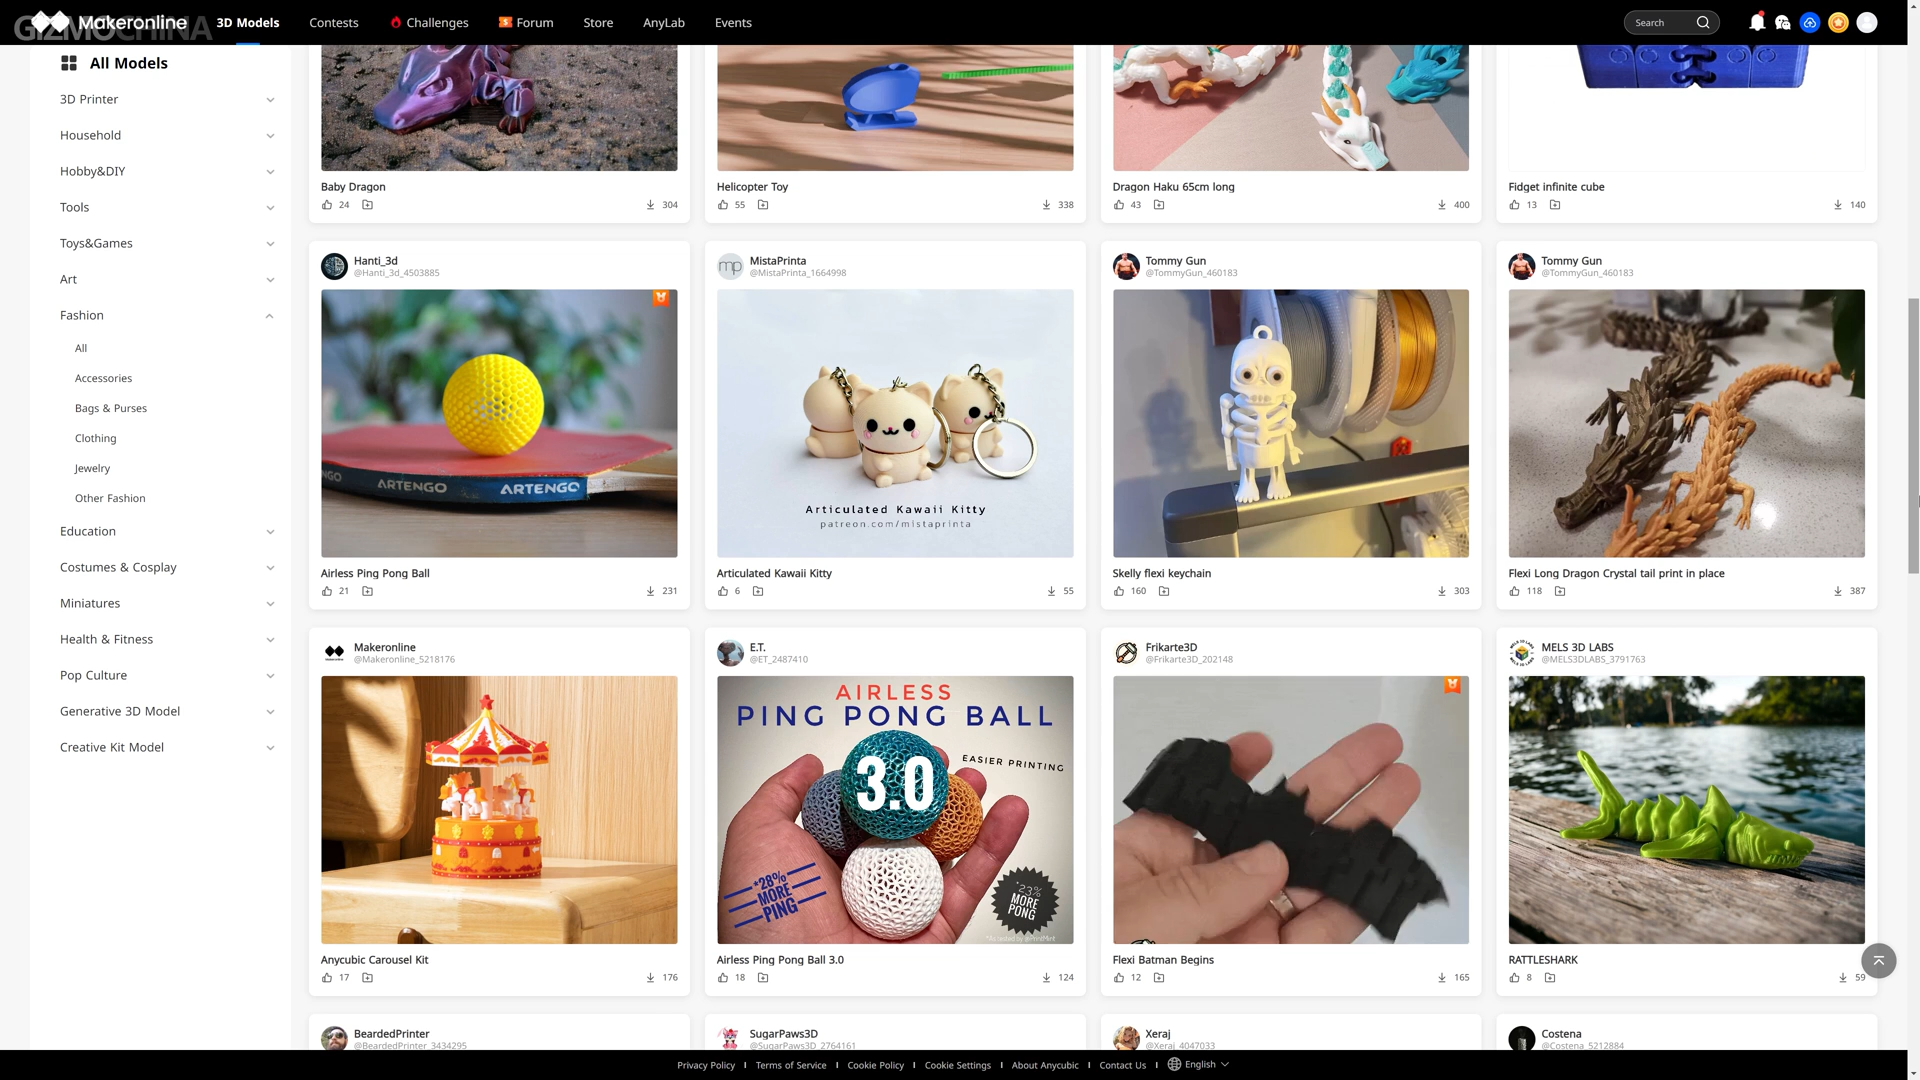 GIZMOCHINA
Makeronline
3D Models
Contests
Challenges
Forum
Store
AnyLab
Events
Search
All Models
3D Printer
Household
Hobby&DIY
Tools
Toys&Games
Art
Fashion
All
Accessories
Bags & Purses
Clothing
Jewelry
Other Fashion
Education
Costumes & Cosplay
Miniatures
Health & Fitness
Pop Culture
Generative 3D Model
Creative Kit Model
Baby Dragon
24
304
Helicopter Toy
55
338
Dragon Haku 65cm long
43
400
Fidget infinite cube
13
140
Hanti_3d
@Hanti_3d_4503885
ARTENGO
ARTENGO
Airless Ping Pong Ball
21
231
mp
MistaPrinta
@MistaPrinta_1664998
Articulated Kawaii Kitty
patreon.com/mistaprinta
Articulated Kawaii Kitty
6
55
Tommy Gun
@TommyGun_460183
Skelly flexi keychain
160
303
Tommy Gun
@TommyGun_460183
Flexi Long Dragon Crystal tail print in place
118
387
Makeronline
@Makeronline_5218176
Anycubic Carousel Kit
17
176
E.T.
@ET_2487410
AIRLESS
PING PONG BALL
EASIER PRINTING
3.0
*28%
MORE
PING
*23%
MORE
PONG
Airless Ping Pong Ball 3.0
18
124
Frikarte3D
@Frikarte3D_202148
Flexi Batman Begins
12
165
MELS 3D LABS
@MELS3DLABS_3791763
RATTLESHARK
8
59
BeardedPrinter
@BeardedPrinter_3434295
SugarPaws3D
@SugarPaws3D_2764161
Xeraj
@Xeraj_4047033
Costena
@Costena_5212884
Privacy Policy | Terms of Service | Cookie Policy | Cookie Settings | About Anycubic | Contact Us | English